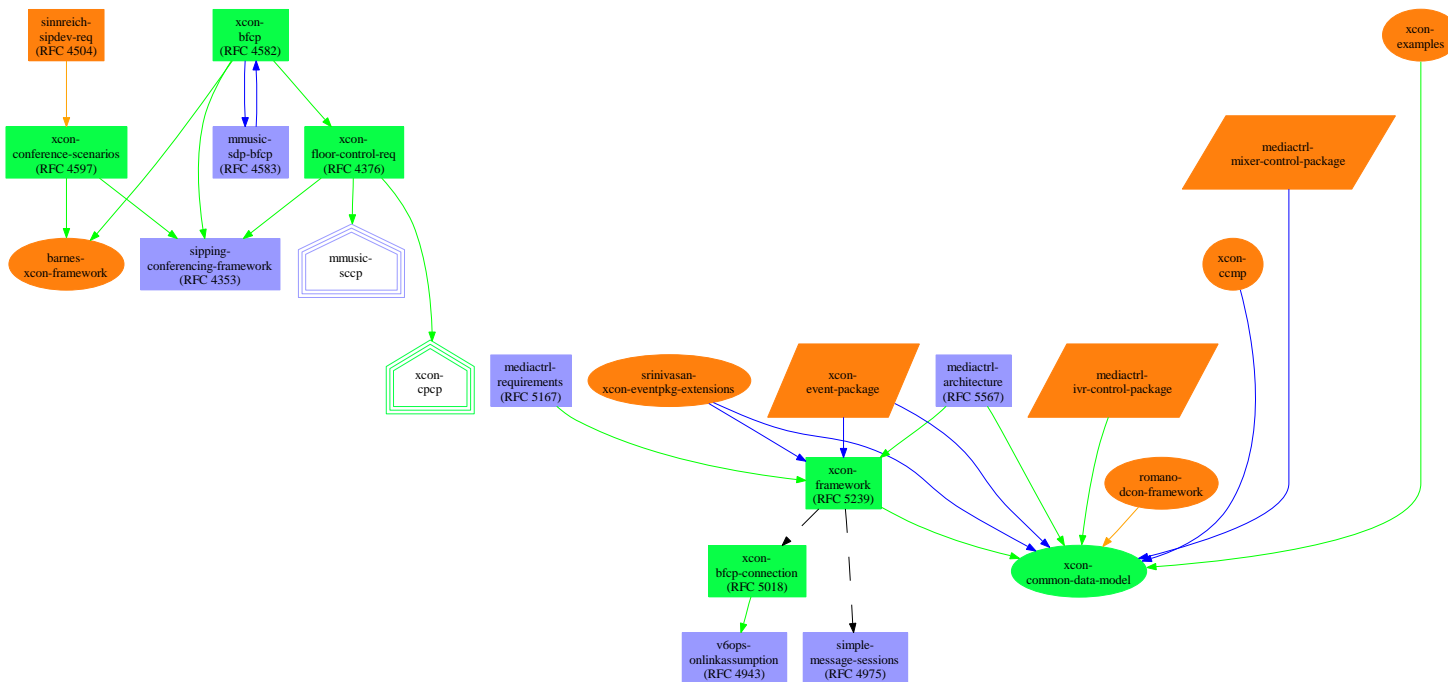 sinnreich-
sipdev-req
(RFC 4504)
xcon-
bfcp
(RFC 4582)
xcon-
examples
xcon-
conference-scenarios
(RFC 4597)
mmusic-
sdp-bfcp
(RFC 4583)
xcon-
floor-control-req
(RFC 4376)
mediactrl-
mixer-control-package
barnes-
xcon-framework
sipping-
conferencing-framework
(RFC 4353)
mmusic-
sccp
xcon-
ccmp
xcon-
cpcp
mediactrl-
requirements
(RFC 5167)
srinivasan-
xcon-eventpkg-extensions
xcon-
event-package
mediactrl-
architecture
(RFC 5567)
mediactrl-
ivr-control-package
xcon-
framework
(RFC 5239)
romano-
dcon-framework
xcon-
bfcp-connection
(RFC 5018)
xcon-
common-data-model
v6ops-
onlinkassumption
(RFC 4943)
simple-
message-sessions
(RFC 4975)